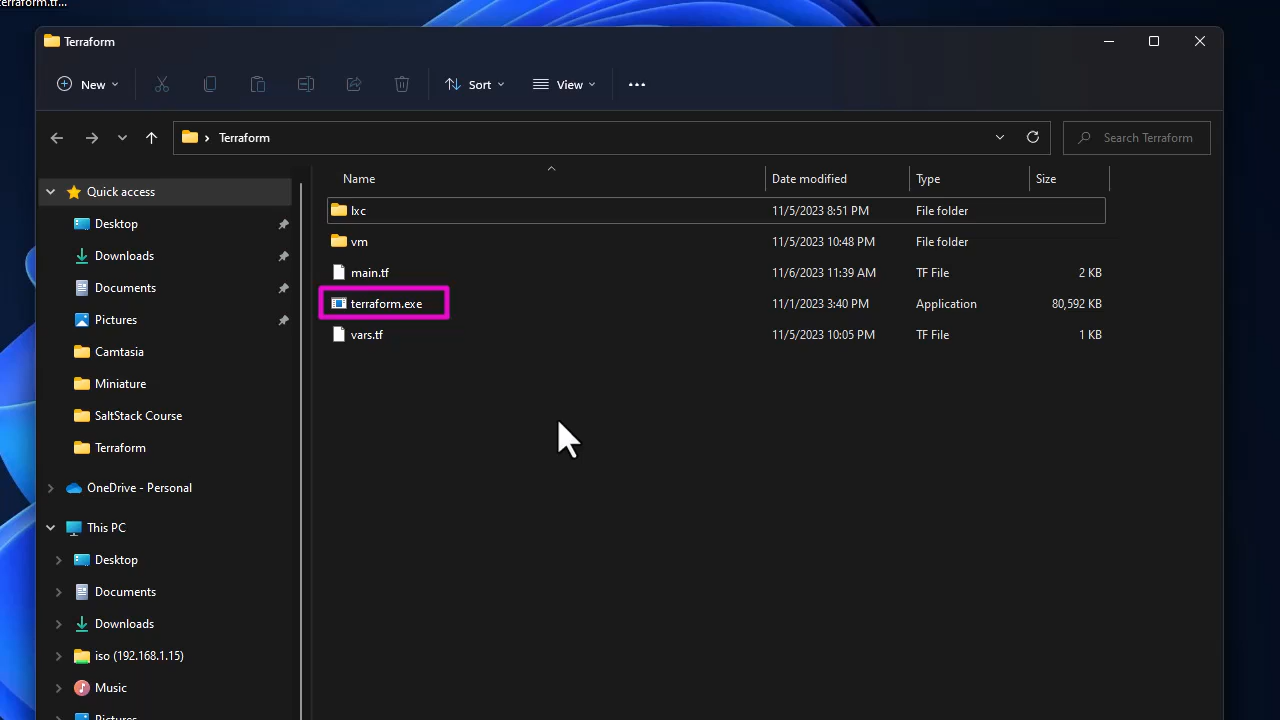 terraform.tf...
Terraform
New
Sort
View
Terraform
Search Terraform
Name Date modified Type Size
Quick access
Desktop
Downloads
Documents
Pictures
Camtasia
Miniature
SaltStack Course
Terraform
OneDrive - Personal
This PC
Desktop
Documents
Downloads
iso (192.168.1.15)
Music
Pictures
lxc 11/5/2023 8:51 PM File folder
vm 11/5/2023 10:48 PM File folder
main.tf 11/6/2023 11:39 AM TF File 2 KB
terraform.exe 11/1/2023 3:40 PM Application 80,592 KB
vars.tf 11/5/2023 10:05 PM TF File 1 KB